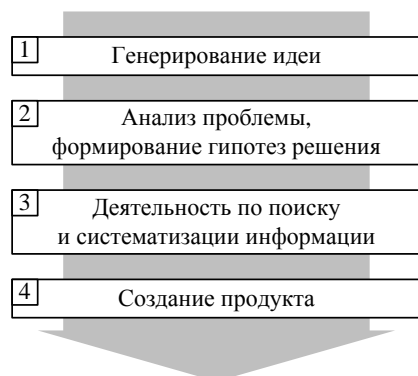 1
Генерирование идеи
2
Анализ проблемы,
формирование гипотез решения
3
Деятельность по поиску
и систематизации информации
4
Создание продукта